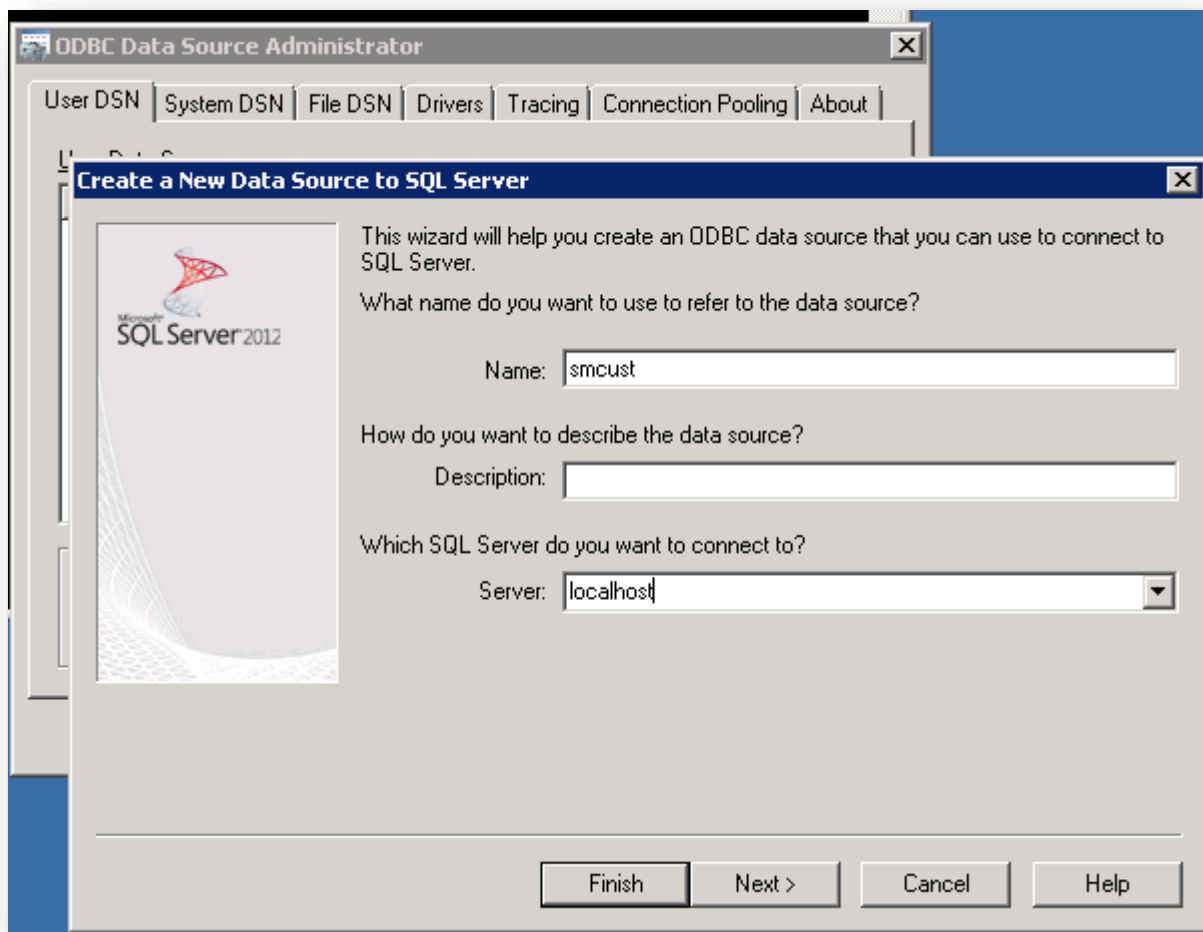 ODBC Data Source Administrator
User DSN System DSN File DSN Drivers Tracing Connection Pooling About
Create a New Data Source to SQL Server
Microsoft
SQL Server 2012
This wizard will help you create an ODBC data source that you can use to connect to
SQL Server.
What name do you want to use to refer to the data source?
Name: smcust
How do you want to describe the data source?
Description:
Which SQL Server do you want to connect to?
Server: localhost
Finish Next > Cancel Help